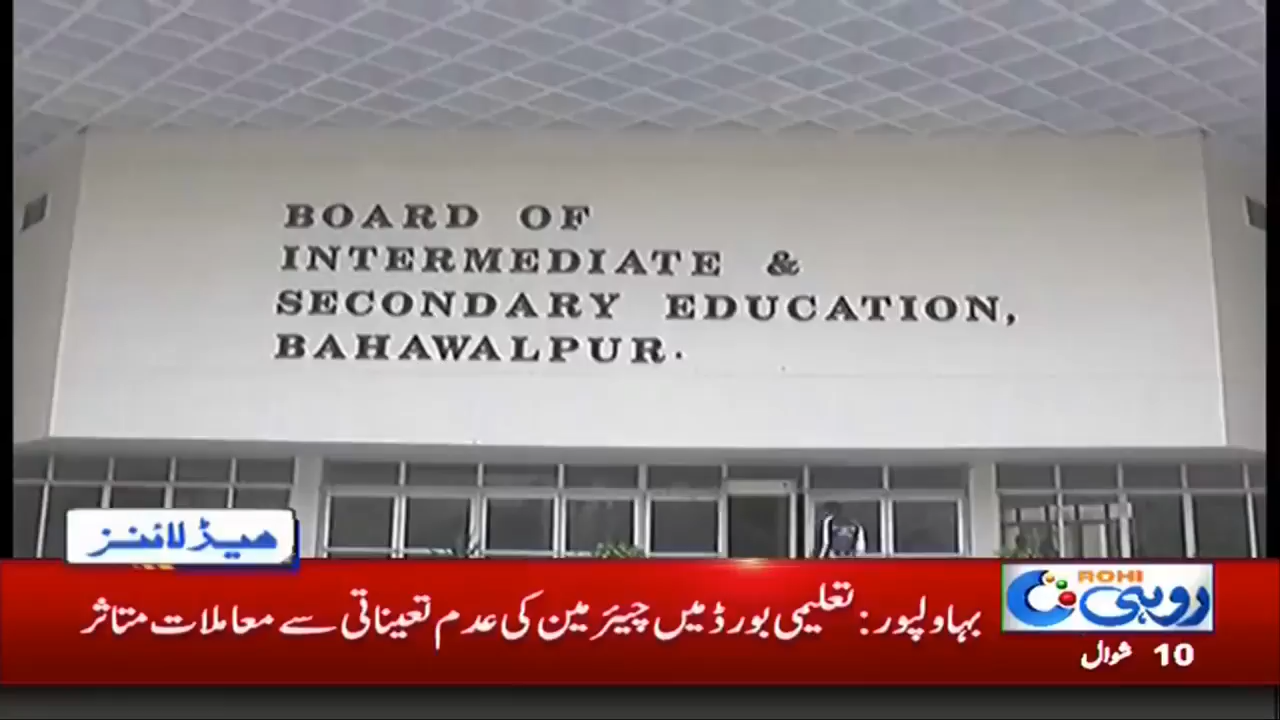 BOARD OF
INTERMEDIATE &
SECONDARY EDUCATION,
BAHAWALPUR.
ہیڈلائنز
ROHI
روہی
بہاولپور: تعلیمی بورڈ میں چیئرمین کی عدم تعیناتی سے معاملات متاثر
10 شوال